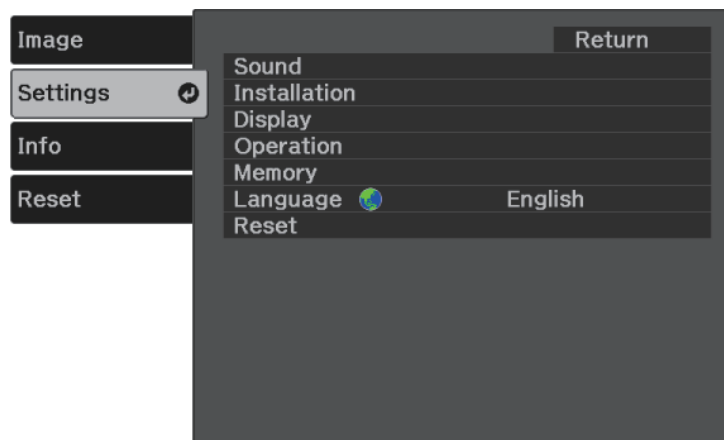 Image
Settings
Info
Reset
Return
Sound
Installation
Display
Operation
Memory
Language English
Reset